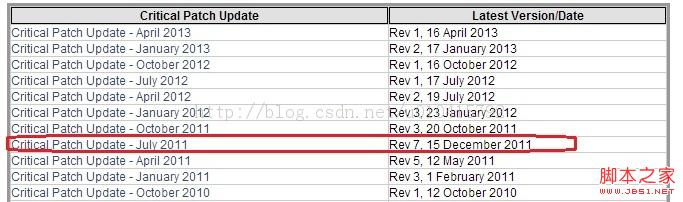 Critical Patch Update Latest Version/Date
Critical Patch Update - April 2013 Rev 1, 16 April 2013
Critical Patch Update - January 2013 Rev 2, 17 January 2013
Critical Patch Update - October 2012 Rev 1, 16 October 2012
Critical Patch Update - July 2012 Rev 1, 17 July 2012
Critical Patch Update - April 2012 Rev 2, 19 July 2012
Critical Patch Update - January 2012 Rev 3, 23 January 2012
Critical Patch Update - October 2011 Rev 3, 20 October 2011
Critical Patch Update - July 2011 Rev 7, 15 December 2011
Critical Patch Update - April 2011 Rev 5, 12 May 2011
Critical Patch Update - January 2011 Rev 3, 1 February 2011
Critical Patch Update - October 2010 Rev 1, 12 October 2010
脚本之家
www.JB51.net